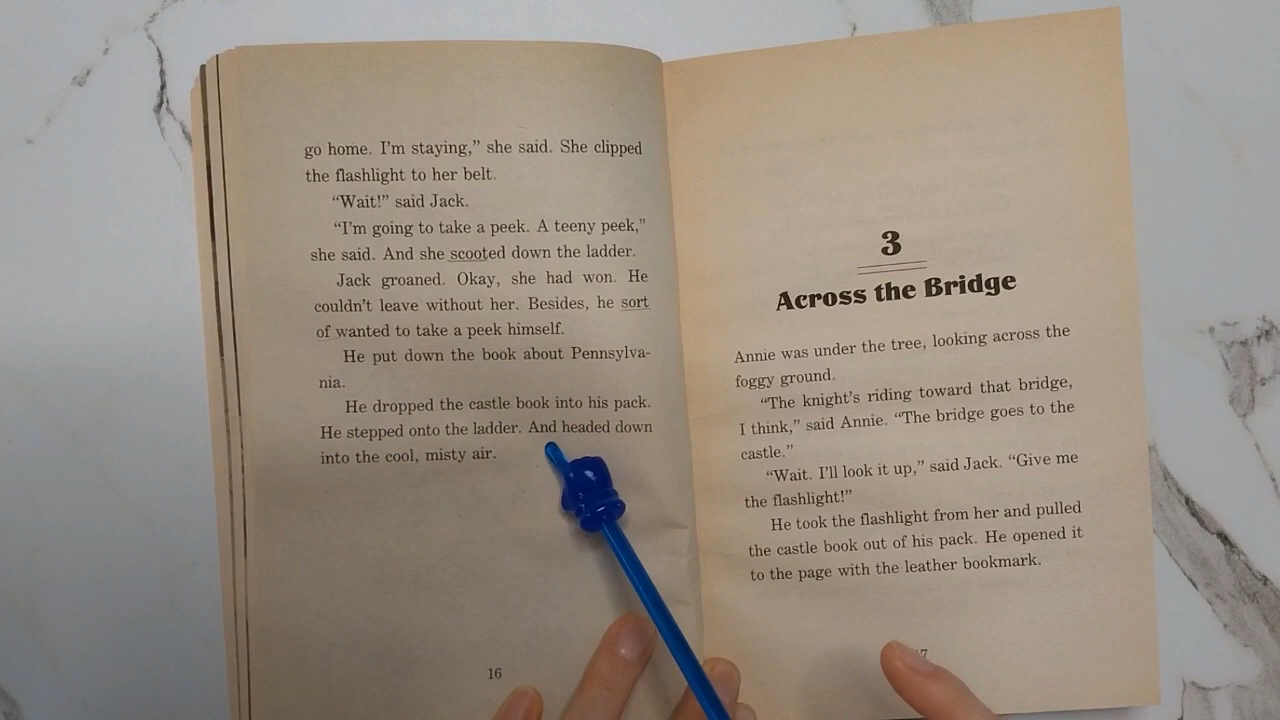 go home. I'm staying,” she said. She clipped
the flashlight to her belt.
“Wait!” said Jack.
“I'm going to take a peek. A teeny peek,”
she said. And she scooted down the ladder.
Jack groaned. Okay, she had won. He
couldn't leave without her. Besides, he sort
of wanted to take a peek himself.
He put down the book about Pennsylva-
nia.
He dropped the castle book into his pack.
He stepped onto the ladder. And headed down
into the cool, misty air.
16
3
Across the Bridge
Annie was under the tree, looking across the
foggy ground.
“The knight's riding toward that bridge,
I think,” said Annie. “The bridge goes to the
castle.”
“Wait. I'll look it up,” said Jack. “Give me
the flashlight!”
He took the flashlight from her and pulled
the castle book out of his pack. He opened it
to the page with the leather bookmark.